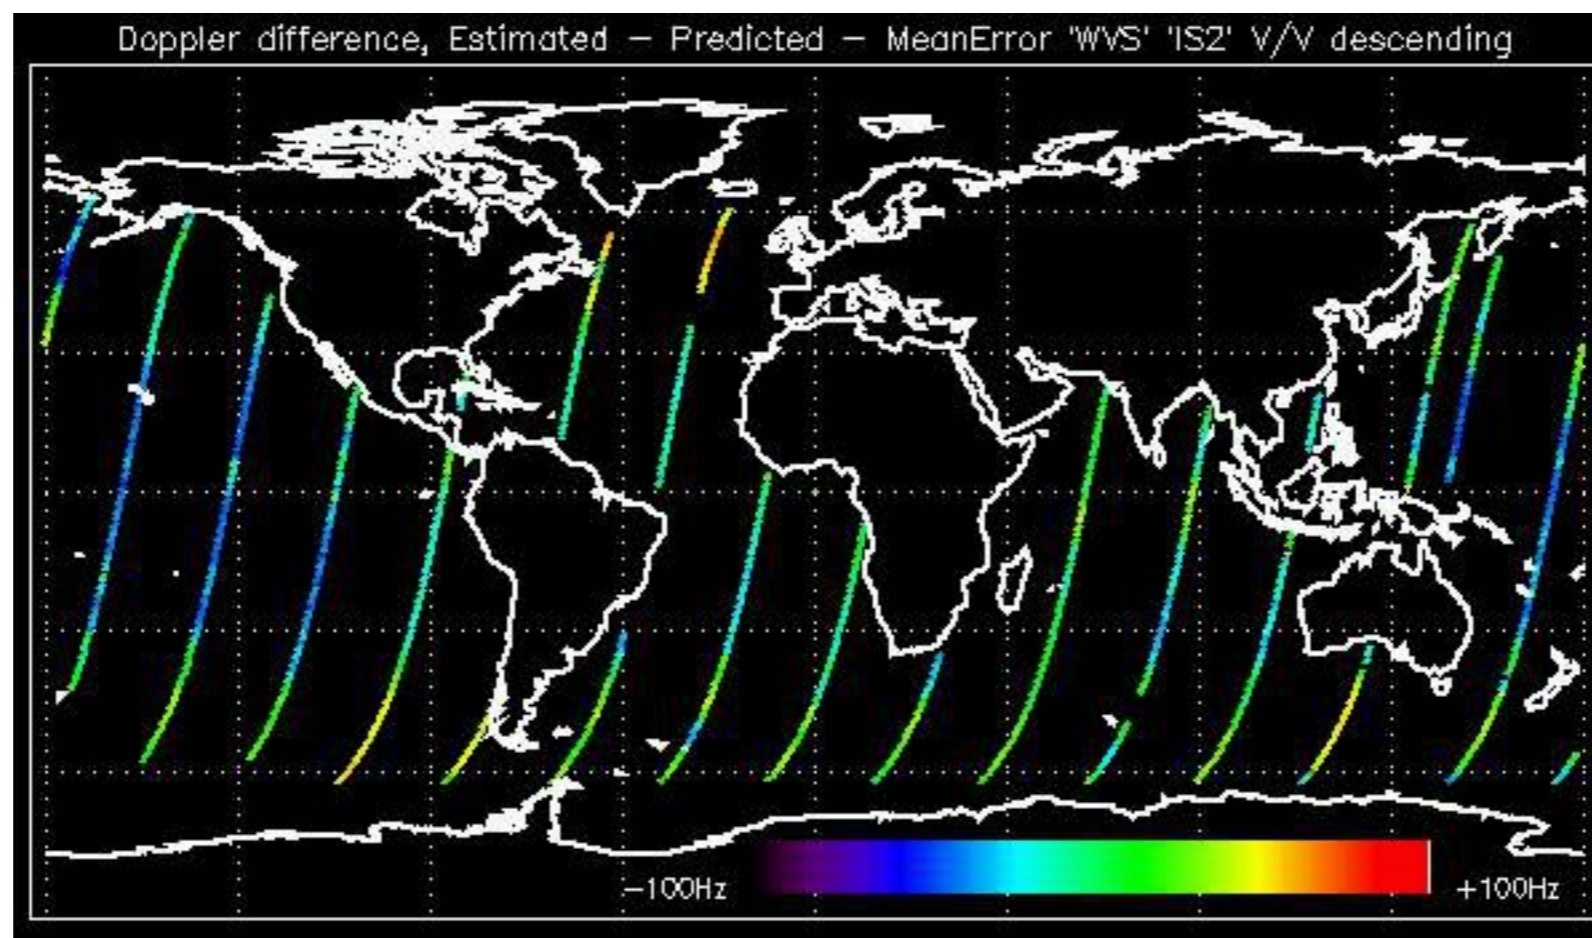 Doppler difference, Estimated – Predicted – MeanError 'WVS' 'IS2' V/V descending
−100Hz +100Hz